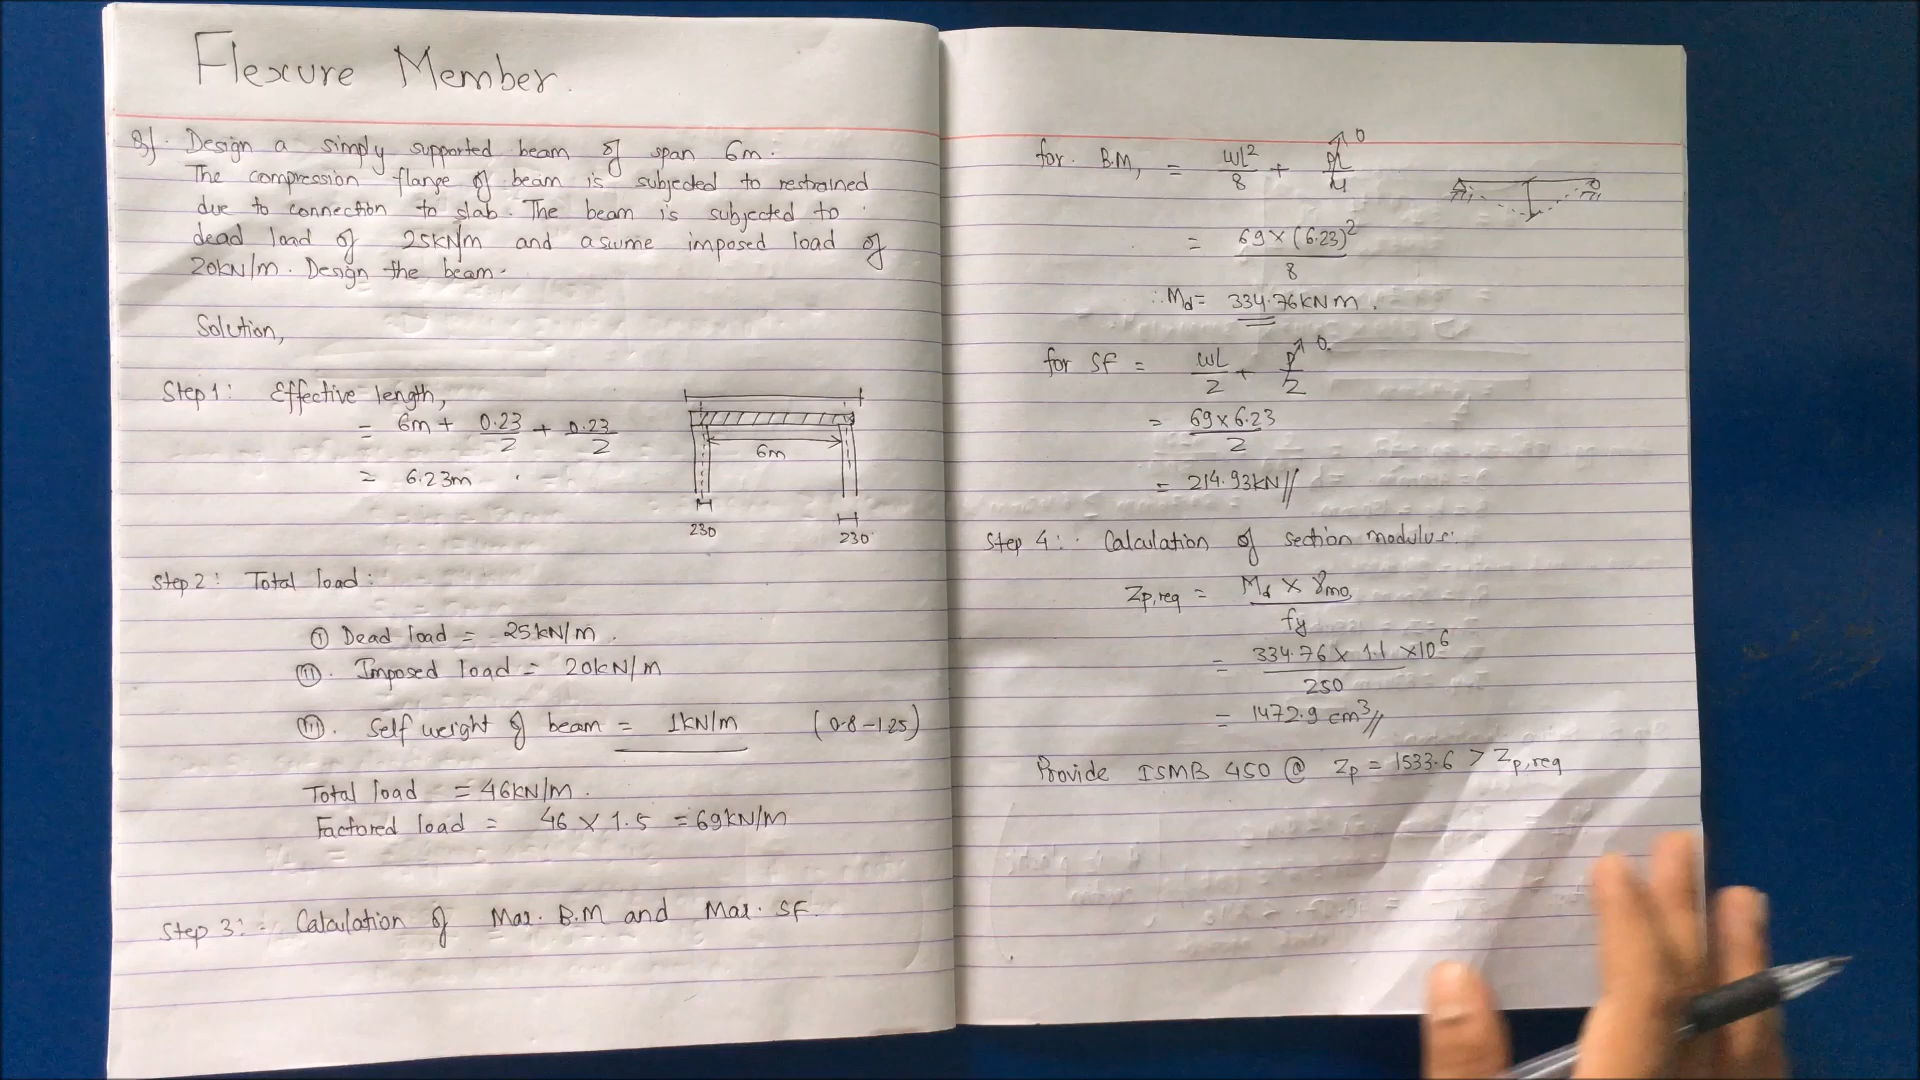 Flexure Member.
Q1. Design a simply supported beam of span 6m.
The compression flange of beam is subjected to restrained
due to connection to slab. The beam is subjected to
dead load of 25kN/m and asume imposed load of
20kN/m. Design the beam.
Solution,
Step 1: Effective length,
= 6m + 0.23/2 + 0.23/2
= 6.23m
6m
230
230
Step 2: Total load:
(i) Dead load = 25kN/m.
(ii). Imposed load = 20kN/m
(iii). Self weight of beam = 1kN/m (0.8-1.25)
Total load = 46kN/m.
Factored load = 46 x 1.5 = 69kN/m
Step 3: Calculation of Max. B.M and Max. SF.
for. B.M, = wL²/8 + PL/4 0
= 69 x (6.23)²/8
∴ Md = 334.76kNm.
for SF = wL/2 + P/2 0
= 69x6.23/2
= 214.93kN//
Step 4: Calculation of section modulus:
Zp,req = Md x γmo/fy
= 334.76 x 1.1 x10⁶/250
= 1472.9 cm³//
Provide ISMB 450 @ Zp = 1533.6 > Zp,req